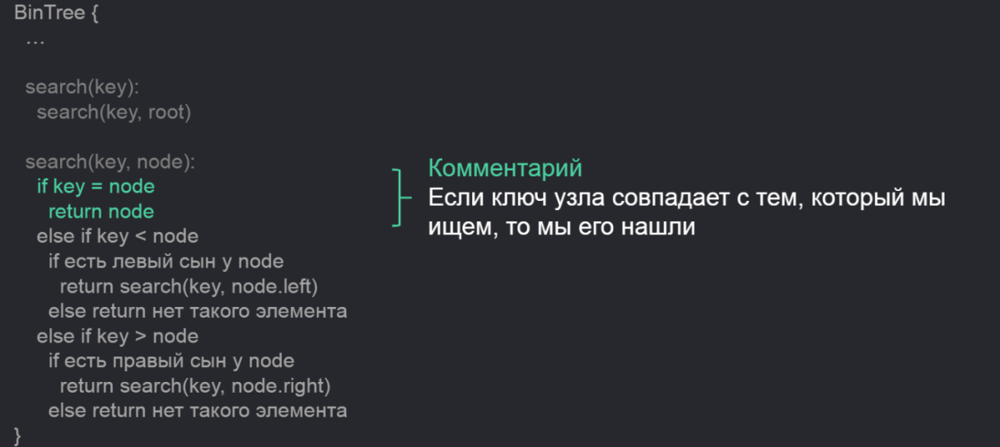 BinTree {
...
search(key):
search(key, root)
search(key, node):
if key = node
return node
else if key < node
if есть левый сын у node
return search(key, node.left)
else return нет такого элемента
else if key > node
if есть правый сын у node
return search(key, node.right)
else return нет такого элемента
}
Комментарий
Если ключ узла совпадает с тем, который мы
ищем, то мы его нашли